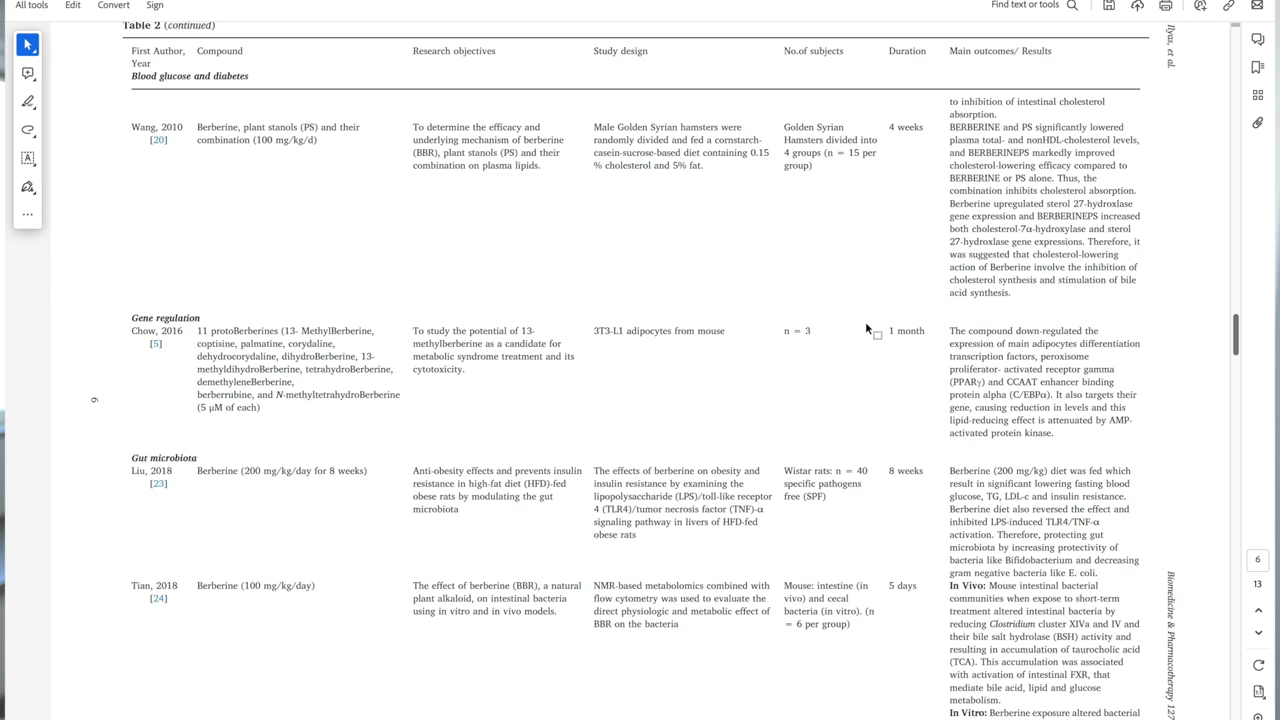 All tools Edit Convert Sign Find text or tools
Table 2 (continued)
First Author, Year Compound Research objectives Study design No.of subjects Duration Main outcomes/ Results
Blood glucose and diabetes
to inhibition of intestinal cholesterol
absorption.
Wang, 2010
[20]
Berberine, plant stanols (PS) and their
combination (100 mg/kg/d)
To determine the efficacy and
underlying mechanism of berberine
(BBR), plant stanols (PS) and their
combination on plasma lipids.
Male Golden Syrian hamsters were
randomly divided and fed a cornstarch-
casein-sucrose-based diet containing 0.15
% cholesterol and 5% fat.
Golden Syrian
Hamsters divided into
4 groups (n = 15 per
group)
4 weeks
BERBERINE and PS significantly lowered
plasma total- and nonHDL-cholesterol levels,
and BERBERINEPS markedly improved
cholesterol-lowering efficacy compared to
BERBERINE or PS alone. Thus, the
combination inhibits cholesterol absorption.
Berberine upregulated sterol 27-hydroxlase
gene expression and BERBERINEPS increased
both cholesterol-7α-hydroxylase and sterol
27-hydroxlase gene expressions. Therefore, it
was suggested that cholesterol-lowering
action of Berberine involve the inhibition of
cholesterol synthesis and stimulation of bile
acid synthesis.
Gene regulation
Chow, 2016
[5]
11 protoBerberines (13- MethylBerberine,
coptisine, palmatine, corydaline,
dehydrocorydaline, dihydroBerberine, 13-
methyldihydroBerberine, tetrahydroBerberine,
demethyleneBerberine,
berberrubine, and N-methyltetrahydroBerberine
(5 μM of each)
To study the potential of 13-
methylberberine as a candidate for
metabolic syndrome treatment and its
cytotoxicity.
3T3-L1 adipocytes from mouse
n = 3
1 month
The compound down-regulated the
expression of main adipocytes differentiation
transcription factors, peroxisome
proliferator- activated receptor gamma
(PPARγ) and CCAAT enhancer binding
protein alpha (C/EBPα). It also targets their
gene, causing reduction in levels and this
lipid-reducing effect is attenuated by AMP-
activated protein kinase.
Gut microbiota
Liu, 2018
[23]
Berberine (200 mg/kg/day for 8 weeks)
Anti-obesity effects and prevents insulin
resistance in high-fat diet (HFD)-fed
obese rats by modulating the gut
microbiota
The effects of berberine on obesity and
insulin resistance by examining the
lipopolysaccharide (LPS)/toll-like receptor
4 (TLR4)/tumor necrosis factor (TNF)-α
signaling pathway in livers of HFD-fed
obese rats
Wistar rats: n = 40
specific pathogens
free (SPF)
8 weeks
Berberine (200 mg/kg) diet was fed which
result in significant lowering fasting blood
glucose, TG, LDL-c and insulin resistance.
Berberine diet also reversed the effect and
inhibited LPS-induced TLR4/TNF-α
activation. Therefore, protecting gut
microbiota by increasing protectivity of
bacteria like Bifidobacterium and decreasing
gram negative bacteria like E. coli.
Tian, 2018
[24]
Berberine (100 mg/kg/day)
The effect of berberine (BBR), a natural
plant alkaloid, on intestinal bacteria
using in vitro and in vivo models.
NMR-based metabolomics combined with
flow cytometry was used to evaluate the
direct physiologic and metabolic effect of
BBR on the bacteria
Mouse: intestine (in
vivo) and cecal
bacteria (in vitro). (n
= 6 per group)
5 days
In Vivo: Mouse intestinal bacterial
communities when expose to short-term
treatment altered intestinal bacteria by
reducing Clostridium cluster XIVa and IV and
their bile salt hydrolase (BSH) activity and
resulting in accumulation of taurocholic acid
(TCA). This accumulation was associated
with activation of intestinal FXR, that
mediate bile acid, lipid and glucose
metabolism.
In Vitro: Berberine exposure altered bacterial
6
Ilyas, et al.
Biomedicine & Pharmacotherapy 127
6
13